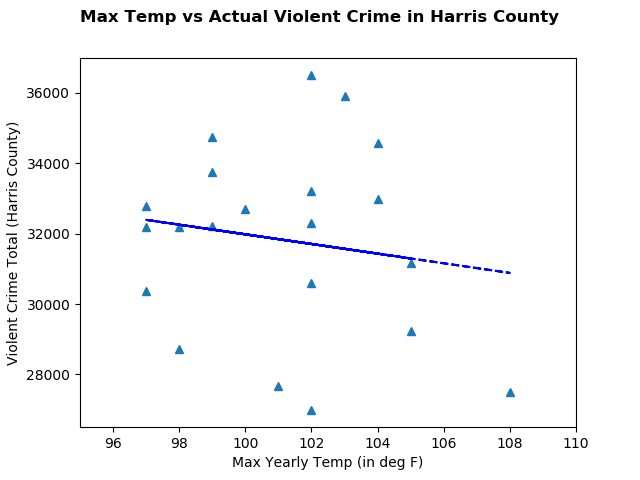 Max Temp vs Actual Violent Crime in Harris County
Violent Crime Total (Harris County)
36000
34000
32000
30000
28000
96 98 100 102 104 106 108 110
Max Yearly Temp (in deg F)